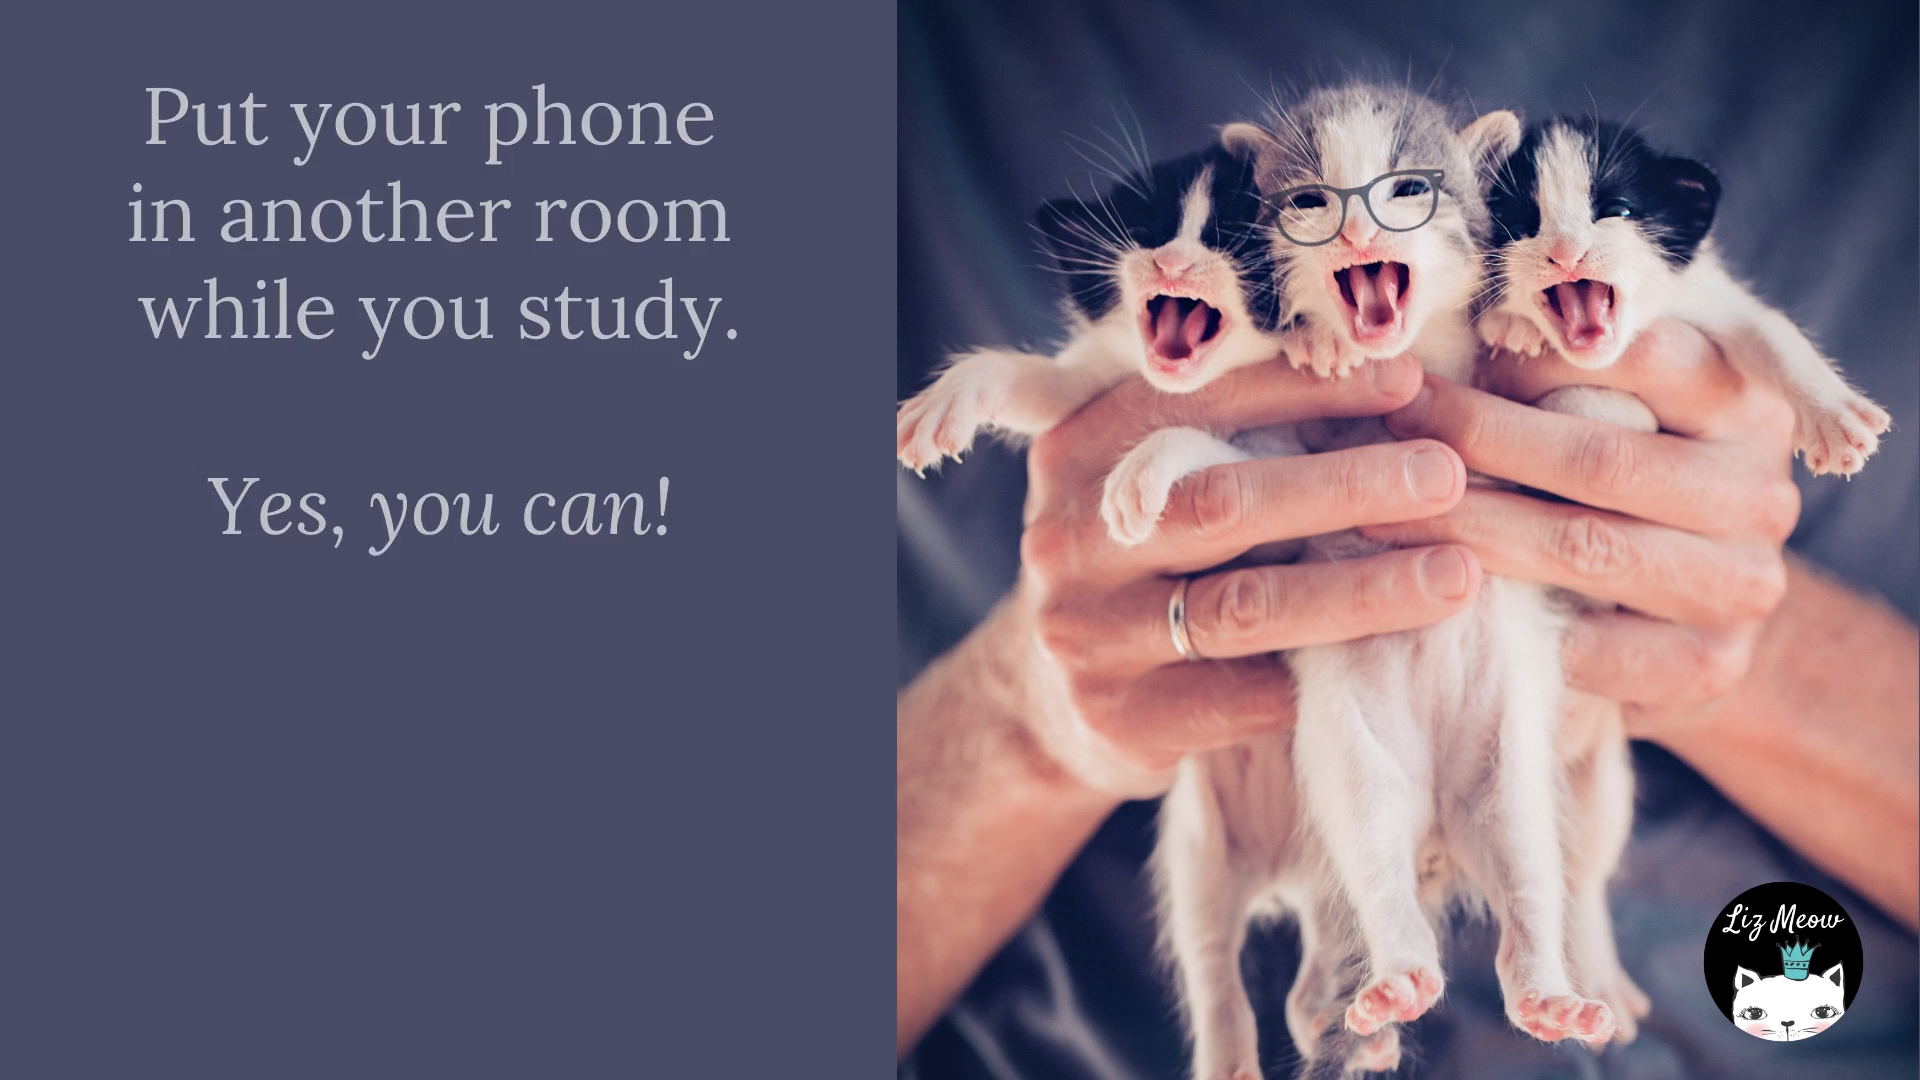 Put your phone
in another room
while you study.
Yes, you can!
Liz Meow